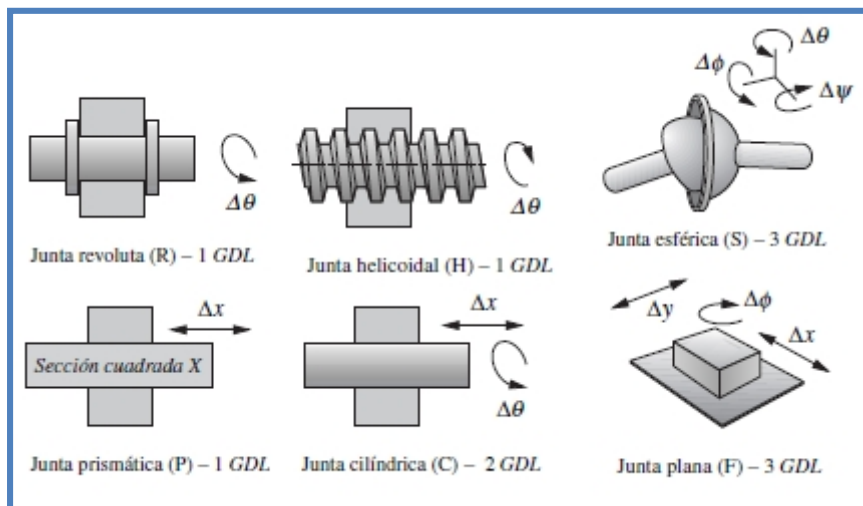 Δθ
Junta revoluta (R) – 1 GDL
Δθ
Junta helicoidal (H) – 1 GDL
Δθ
Δϕ
Δψ
Junta esférica (S) – 3 GDL
Δx
Sección cuadrada X
Junta prismática (P) – 1 GDL
Δx
Δθ
Junta cilíndrica (C) – 2 GDL
Δy
Δϕ
Δx
Junta plana (F) – 3 GDL